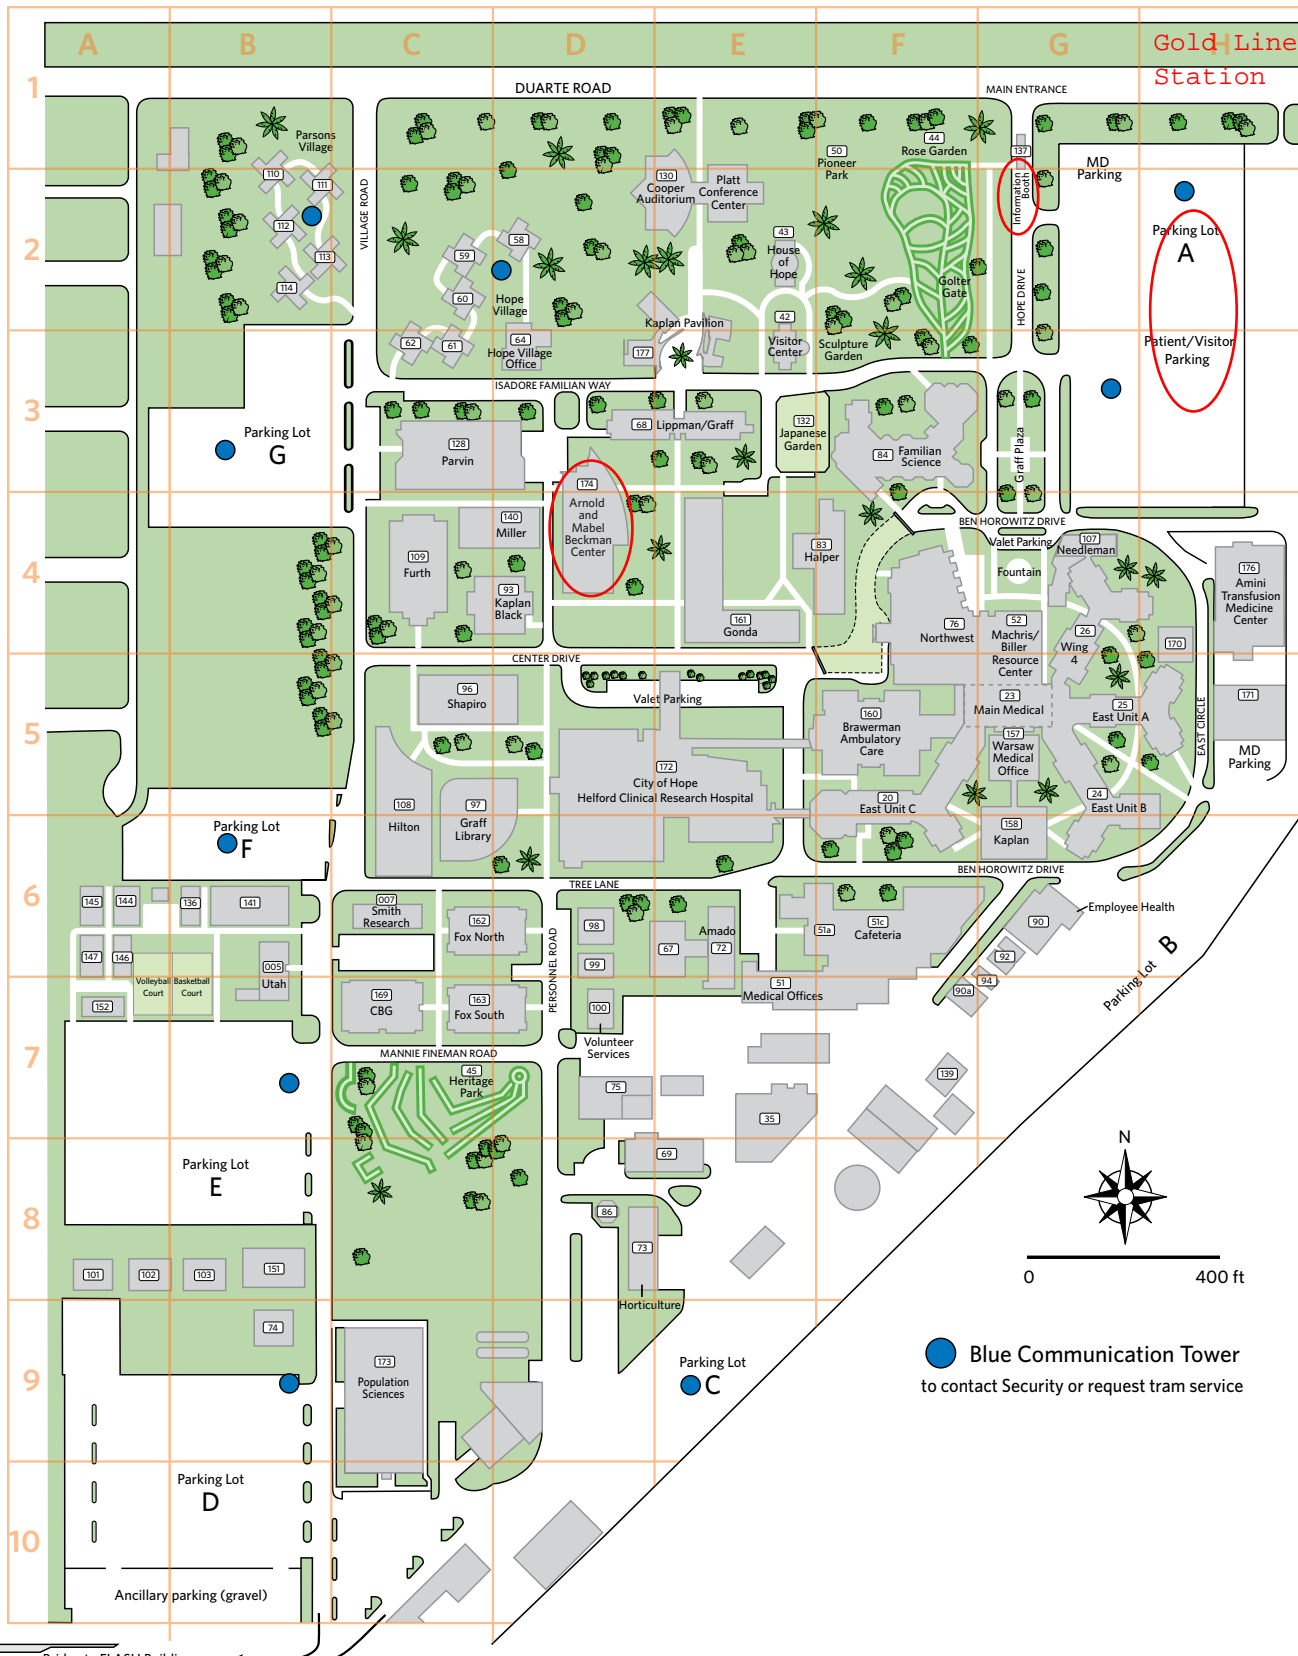 A B C D E F G H
Gold Line
Station
1
DUARTE ROAD
MAIN ENTRANCE
Parsons
Village
44
Rose Garden
137
50
Pioneer
Park
MD
Parking
110
111
130
Cooper
Auditorium
Platt
Conference
Center
Information
Booth
VILLAGE ROAD
112
113
114
Parking Lot
A
2
58
59
60
Hope
Village
43
House
of
Hope
Golter
Gate
HOPE DRIVE
62
61
64
Hope Village
Office
Kaplan Pavilion
177
42
Visitor
Center
Sculpture
Garden
Patient/Visitor
Parking
ISADORE FAMILIAN WAY
3
Parking Lot
G
128
Parvin
68
Lippman/Graff
132
Japanese
Garden
84
Familian
Science
Graff Plaza
174
Arnold
and
Mabel
Beckman
Center
140
Miller
BEN HOROWITZ DRIVE
Valet Parking
107
Needleman
4
109
Furth
83
Halper
Fountain
176
Amini
Transfusion
Medicine
Center
93
Kaplan
Black
161
Gonda
76
Northwest
52
Machris/
Biller
Resource
Center
26
Wing
4
170
CENTER DRIVE
96
Shapiro
Valet Parking
23
Main Medical
25
East Unit A
171
EAST CIRCLE
5
160
Brawerman
Ambulatory
Care
157
Warsaw
Medical
Office
MD
Parking
172
City of Hope
Helford Clinical Research Hospital
108
Hilton
97
Graff
Library
20
East Unit C
24
East Unit B
158
Kaplan
Parking Lot
F
BEN HOROWITZ DRIVE
TREE LANE
6
145
144
136
141
007
Smith
Research
162
Fox North
98
67
Amado
72
51a
51c
Cafeteria
90
Employee Health
147
146
005
Utah
PERSONNEL ROAD
99
92
Parking Lot B
Volleyball
Court
Basketball
Court
152
169
CBG
163
Fox South
100
51
Medical Offices
94
90a
Volunteer
Services
7
MANNIE FINEMAN ROAD
45
Heritage
Park
75
35
139
69
Parking Lot
E
N
8
86
73
101
102
103
151
0
400 ft
Horticulture
74
9
173
Population
Sciences
Parking Lot
C
Blue Communication Tower
to contact Security or request tram service
Parking Lot
D
10
Ancillary parking (gravel)